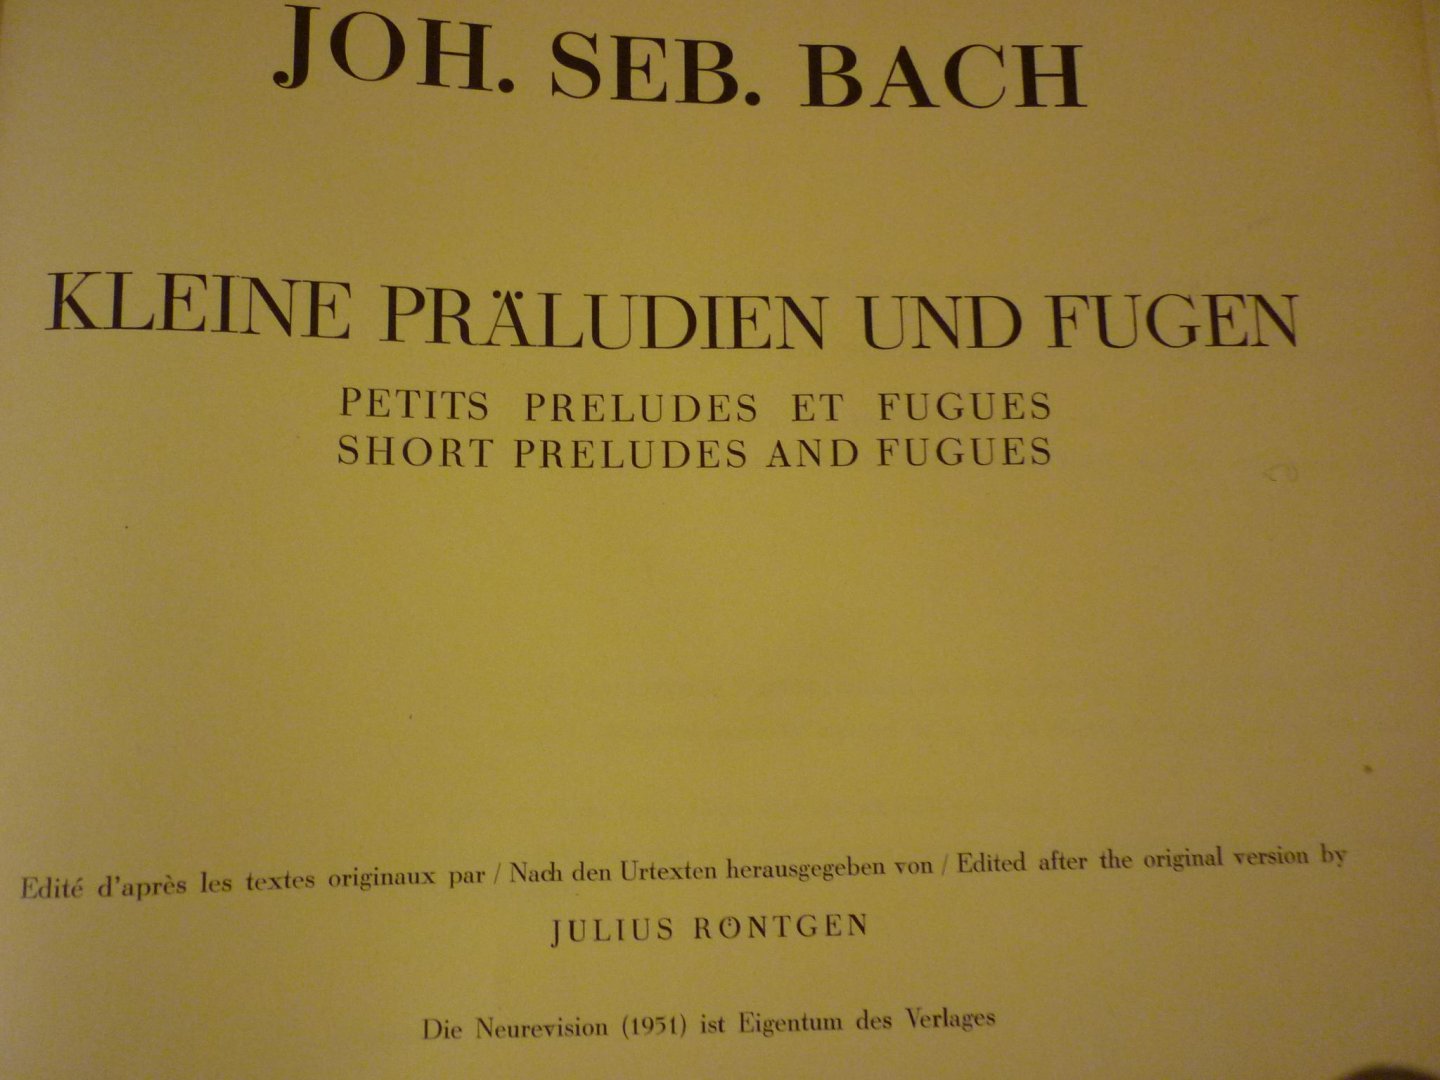 JOH. SEB. BACH
KLEINE PRÄLUDIEN UND FUGEN
PETITS PRELUDES ET FUGUES
SHORT PRELUDES AND FUGUES
Edité d'après les textes originaux par / Nach den Urtexten herausgegeben von / Edited after the original version by
JULIUS RÖNTGEN
Die Neurevision (1951) ist Eigentum des Verlages